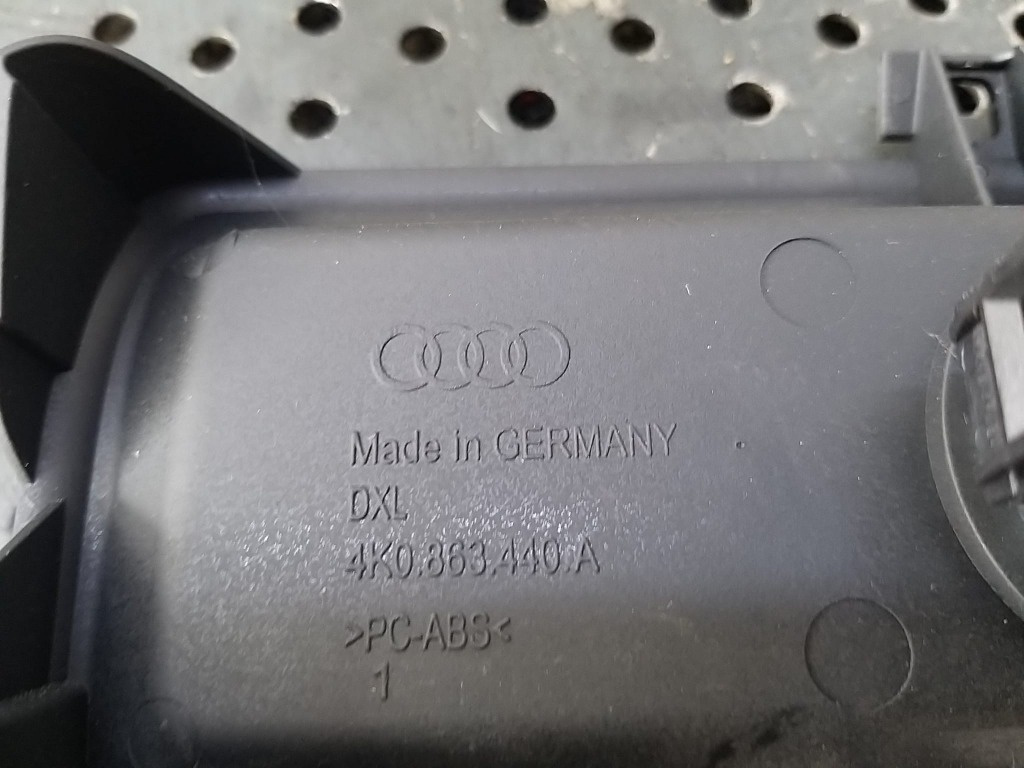 Made in GERMANY
DXL
4K0.863.440.A
>PC-ABS<
1